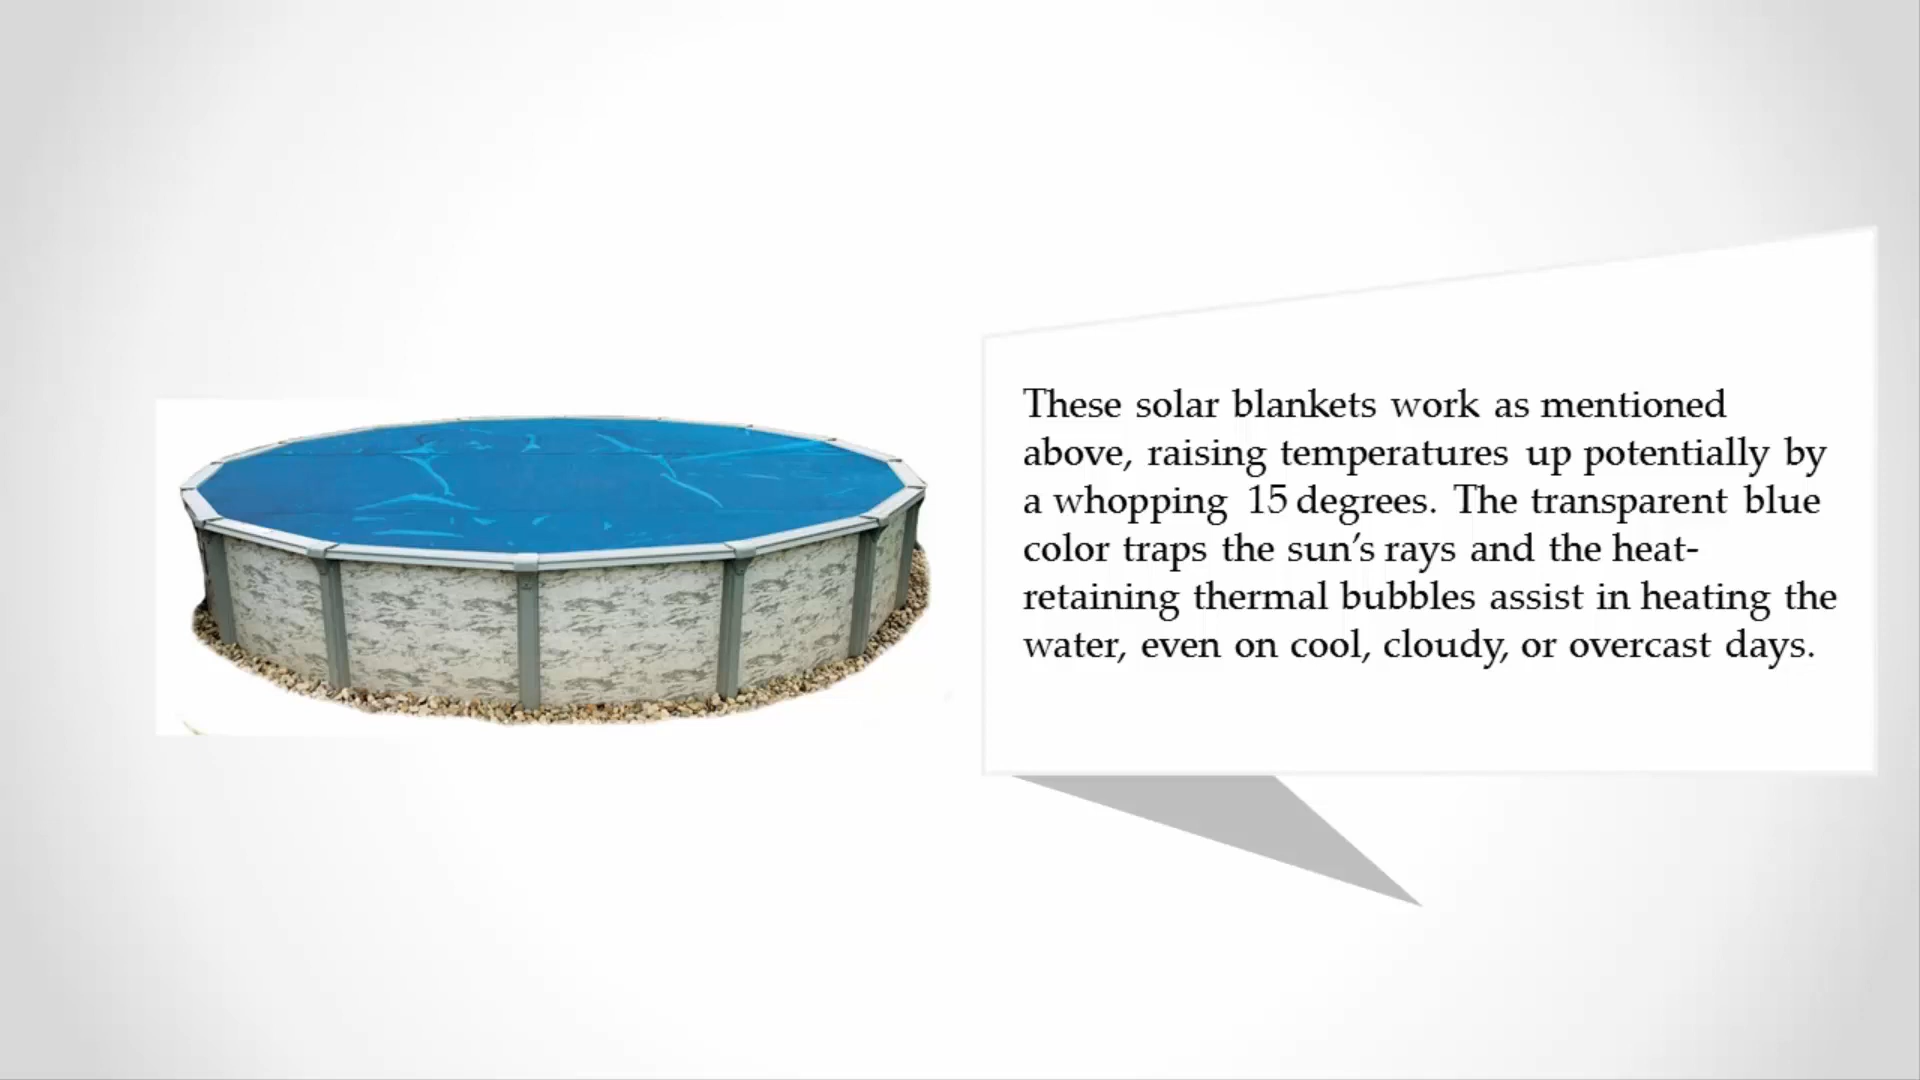 These solar blankets work as mentioned
above, raising temperatures up potentially by
a whopping 15 degrees. The transparent blue
color traps the sun’s rays and the heat-
retaining thermal bubbles assist in heating the
water, even on cool, cloudy, or overcast days.